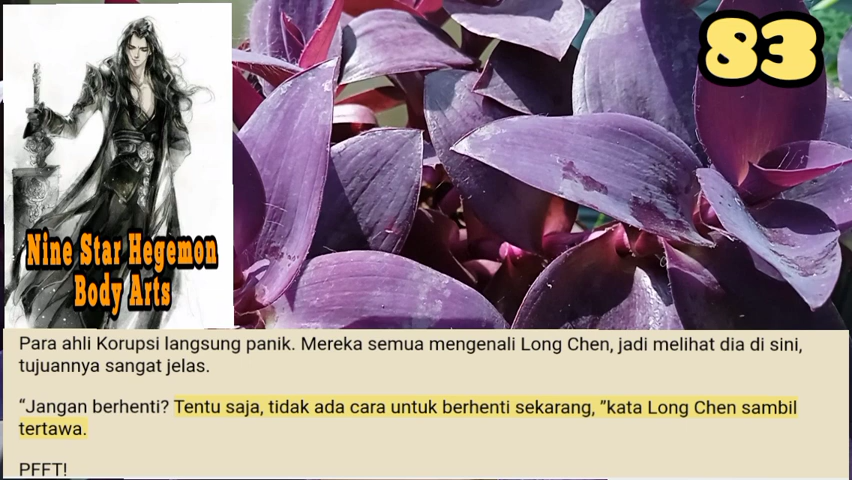 83
Nine Star Hegemon
Body Arts
Para ahli Korupsi langsung panik. Mereka semua mengenali Long Chen, jadi melihat dia di sini,
tujuannya sangat jelas.
“Jangan berhenti? Tentu saja, tidak ada cara untuk berhenti sekarang, ”kata Long Chen sambil
tertawa.
PFFT!